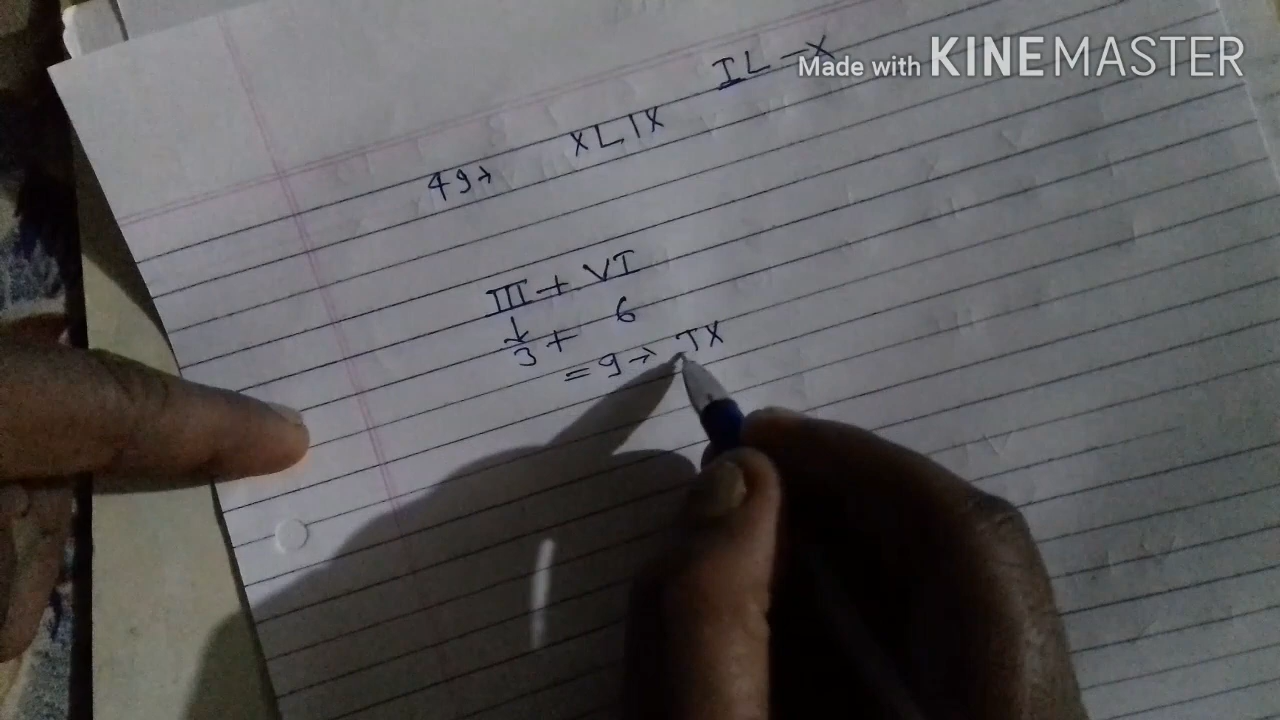 Made with KINEMASTER
IL - X
49 → XLIX
III + VI
↓
3 + 6
= 9 → IX